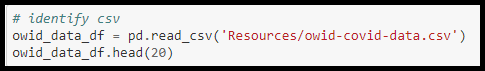 # identify csv
owid_data_df = pd.read_csv('Resources/owid-covid-data.csv')
owid_data_df.head(20)